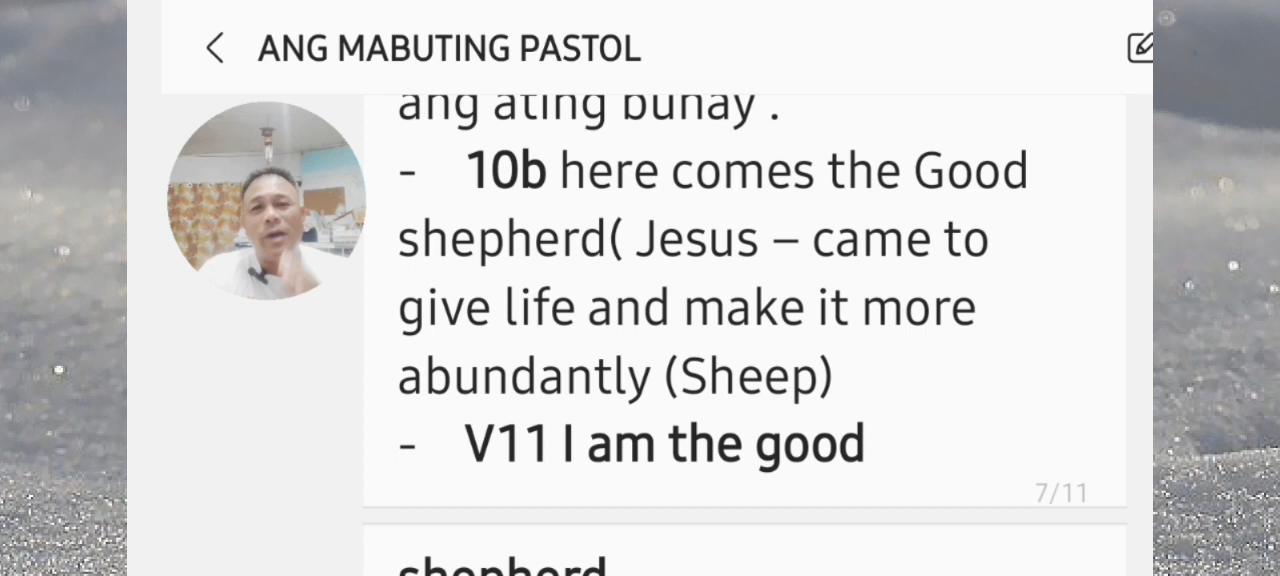 ANG MABUTING PASTOL
ang ating buhay .
- 10b here comes the Good
shepherd( Jesus – came to
give life and make it more
abundantly (Sheep)
- V11 I am the good
7/11
shepherd